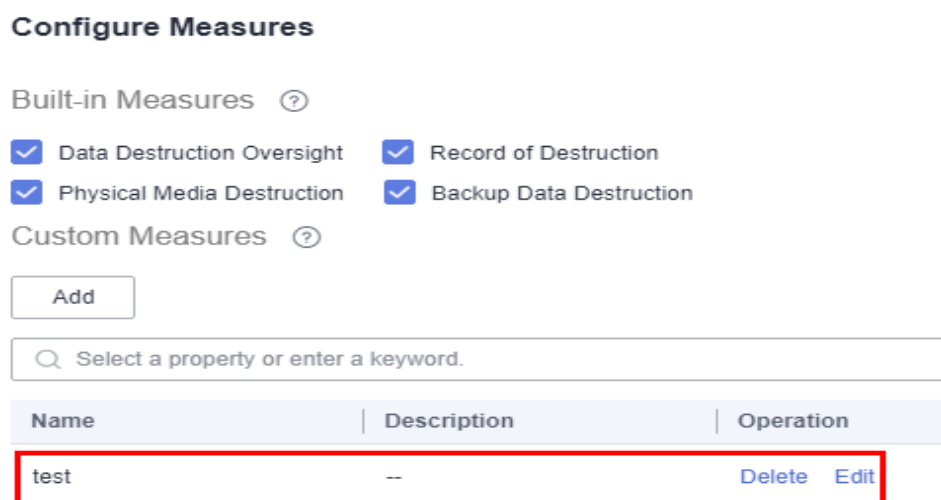 Configure Measures
Built-in Measures ?
Data Destruction Oversight Record of Destruction
Physical Media Destruction Backup Data Destruction
Custom Measures ?
Add
Select a property or enter a keyword.
Name Description Operation
test -- Delete Edit